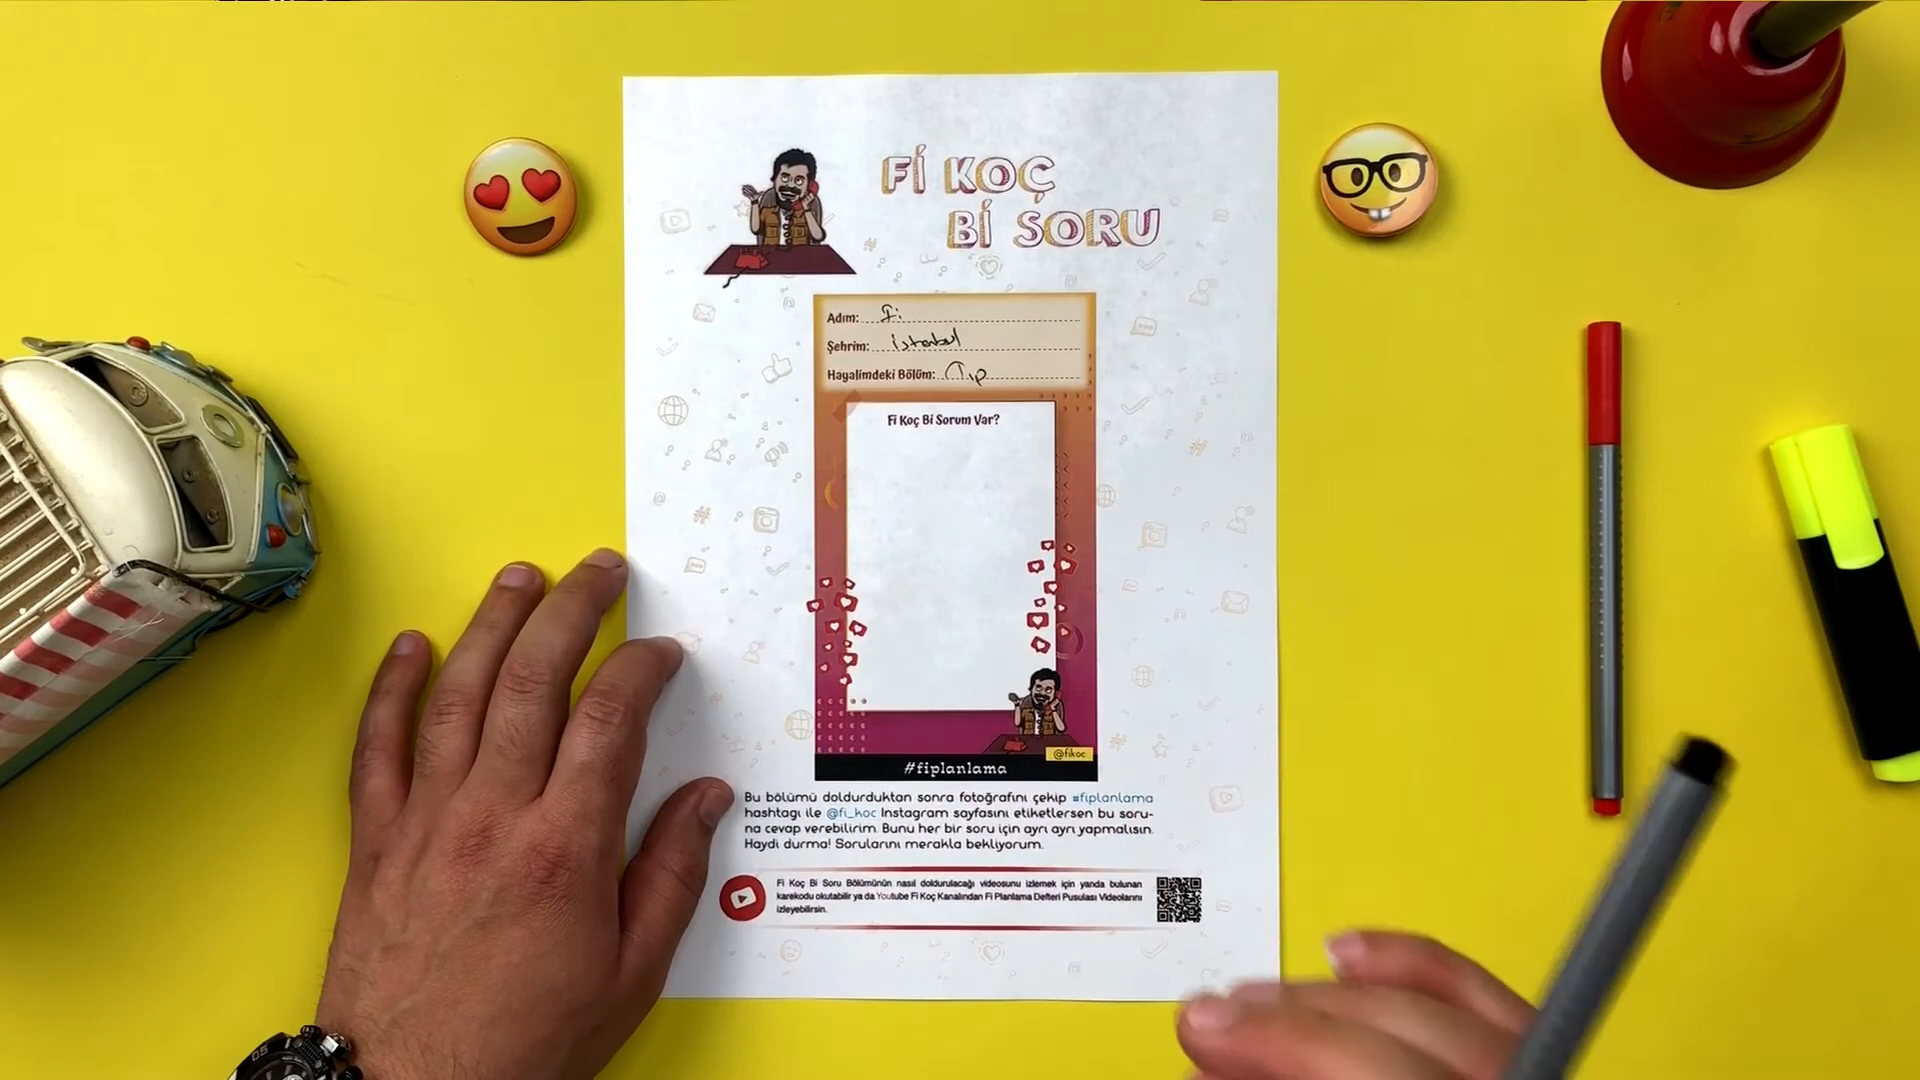 Fİ KOÇ
Bİ SORU
Adım: Fi
Şehrim: istanbul
Hayalimdeki Bölüm: Tıp
Fi Koç Bi Sorum Var?
@fikoc
#fiplanlama
Bu bölümü doldurduktan sonra fotoğrafını çekip #fiplanlama
hashtagı ile @fi_koc Instagram sayfasını etiketlersen bu soru-
na cevap verebilirim. Bunu her bir soru için ayrı ayrı yapmalısın.
Haydi durma! Sorularını merakla bekliyorum.
Fi Koç Bi Soru Bölümünün nasıl doldurulacağı videosunu izlemek için yanda bulunan
karekodu okutabilir ya da Youtube Fi Koç Kanalından Fi Planlama Defteri Pusulası Videolarını
izleyebilirsin.